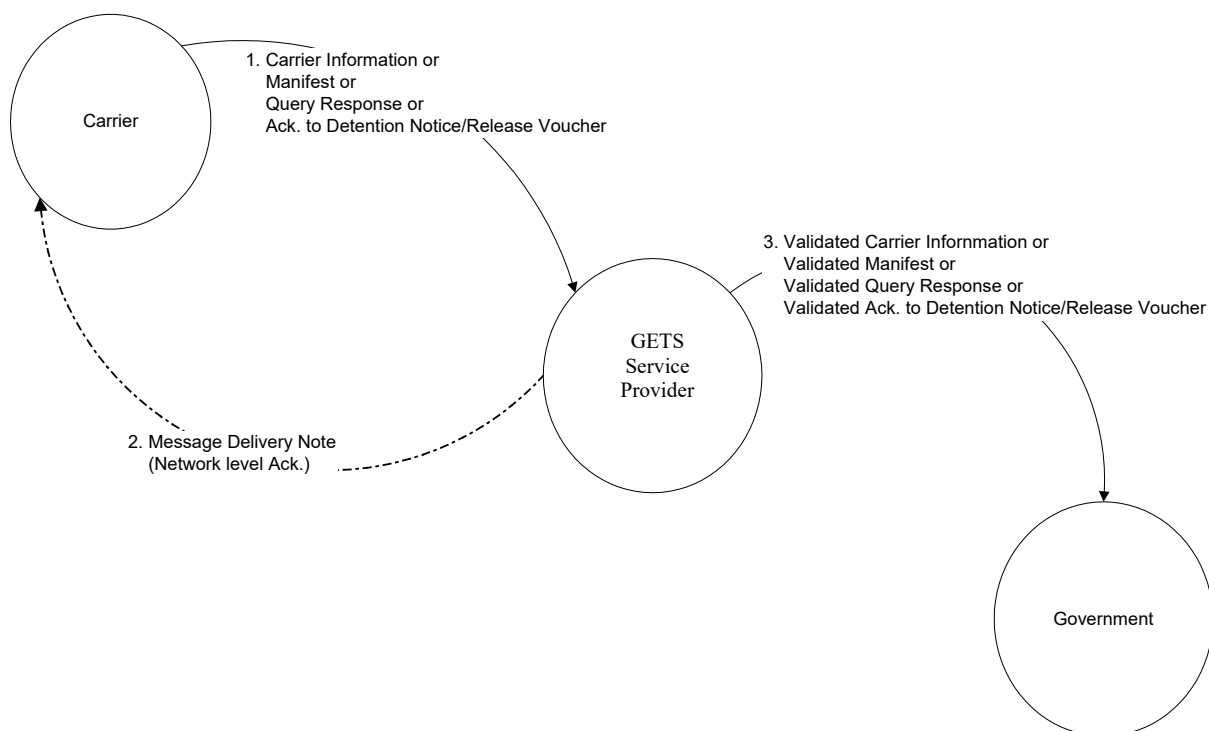 1. Carrier Information or
Manifest or
Query Response or
Ack. to Detention Notice/Release Voucher
Carrier
3. Validated Carrier Infornmation or
Validated Manifest or
Validated Query Response or
Validated Ack. to Detention Notice/Release Voucher
GETS
Service
Provider
2. Message Delivery Note
(Network level Ack.)
Government